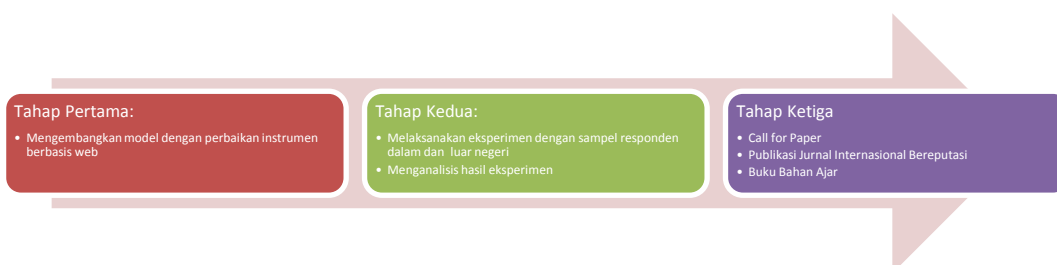 Tahap Pertama:
• Mengembangkan model dengan perbaikan instrumen
berbasis web
Tahap Kedua:
• Melaksanakan eksperimen dengan sampel responden
dalam dan luar negeri
• Menganalisis hasil eksperimen
Tahap Ketiga
• Call for Paper
• Publikasi Jurnal Internasional Bereputasi
• Buku Bahan Ajar